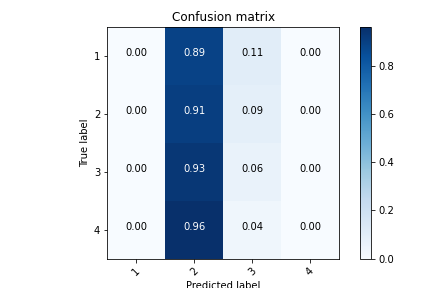 Confusion matrix
True label
1 0.00 0.89 0.11 0.00
2 0.00 0.91 0.09 0.00
3 0.00 0.93 0.06 0.00
4 0.00 0.96 0.04 0.00
1 2 3 4
Predicted label
0.8
0.6
0.4
0.2
0.0